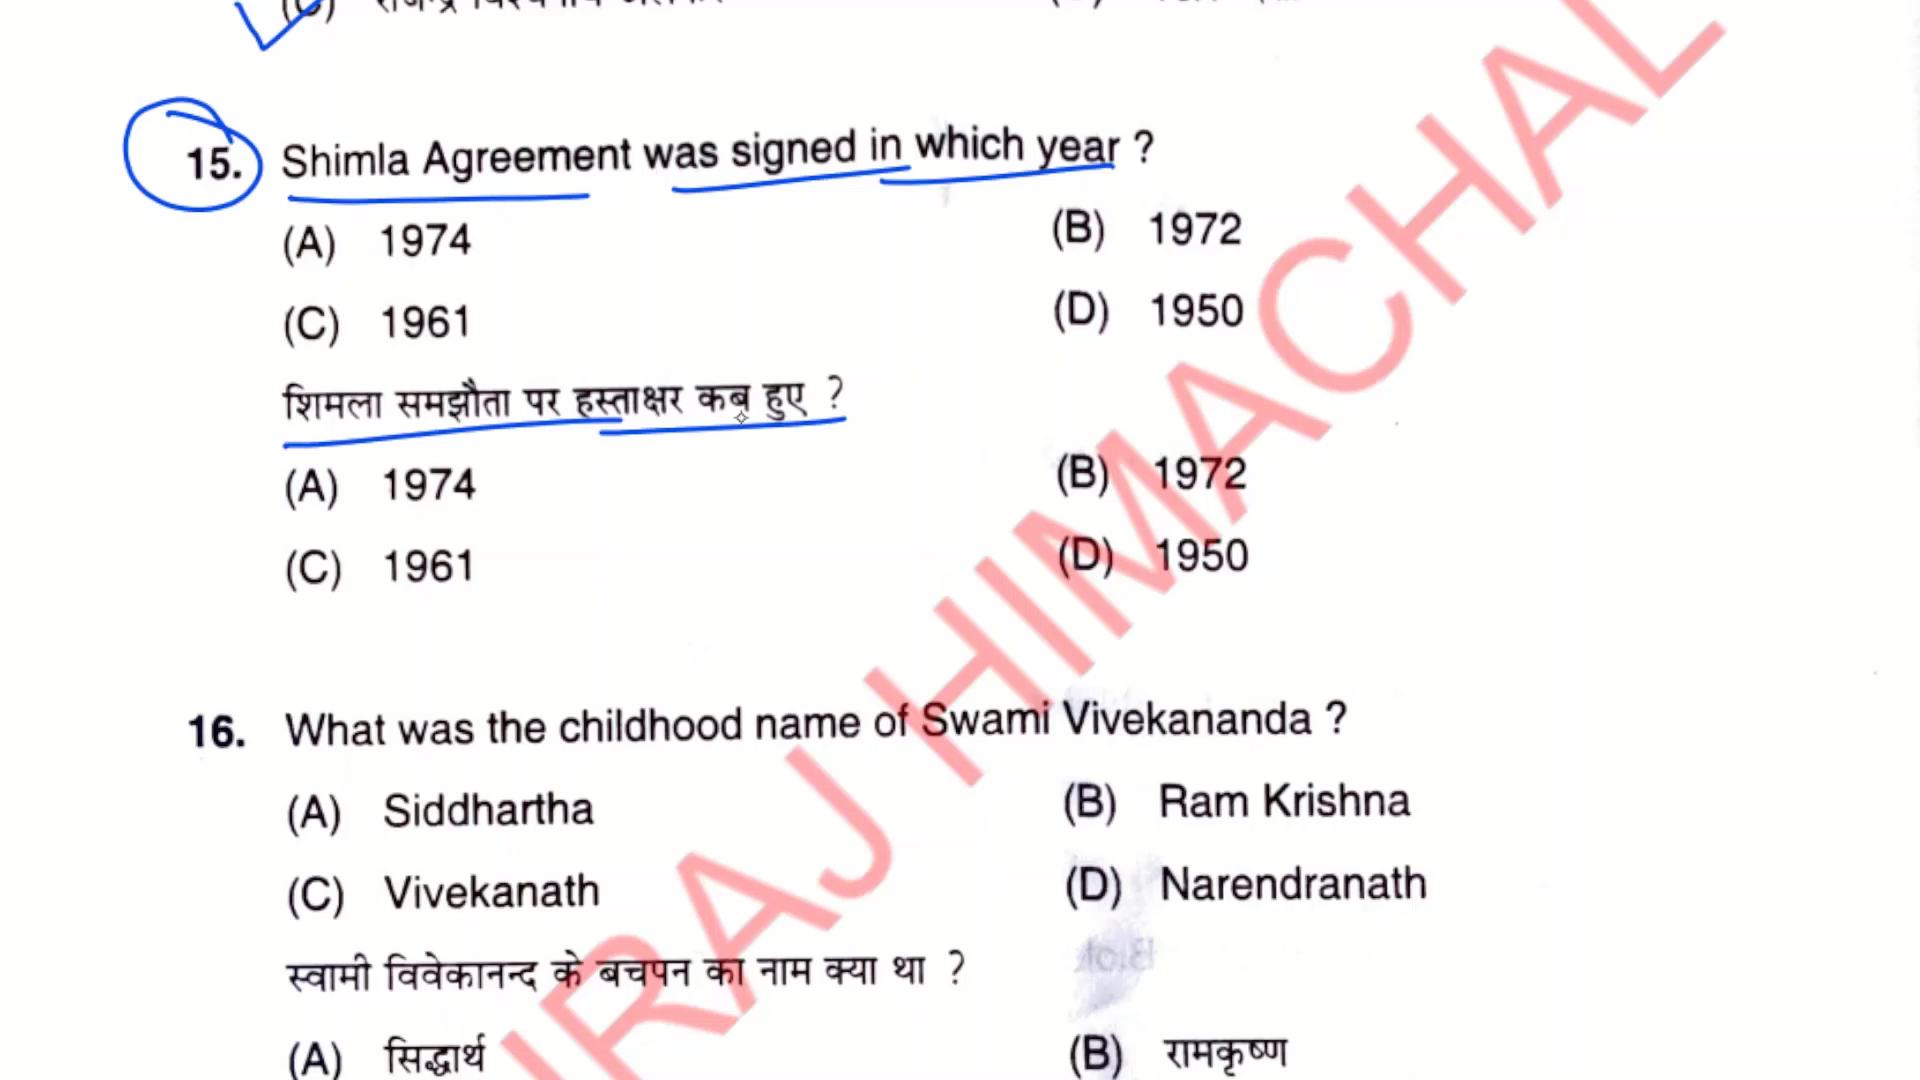 15. Shimla Agreement was signed in which year ?
(A) 1974 (B) 1972
(C) 1961 (D) 1950
शिमला समझौता पर हस्ताक्षर कब हुए ?
(A) 1974 (B) 1972
(C) 1961 (D) 1950
16. What was the childhood name of Swami Vivekananda ?
(A) Siddhartha (B) Ram Krishna
(C) Vivekanath (D) Narendranath
स्वामी विवेकानन्द के बचपन का नाम क्या था ?
(A) सिद्धार्थ (B) रामकृष्ण
RAJ HIMACHAL